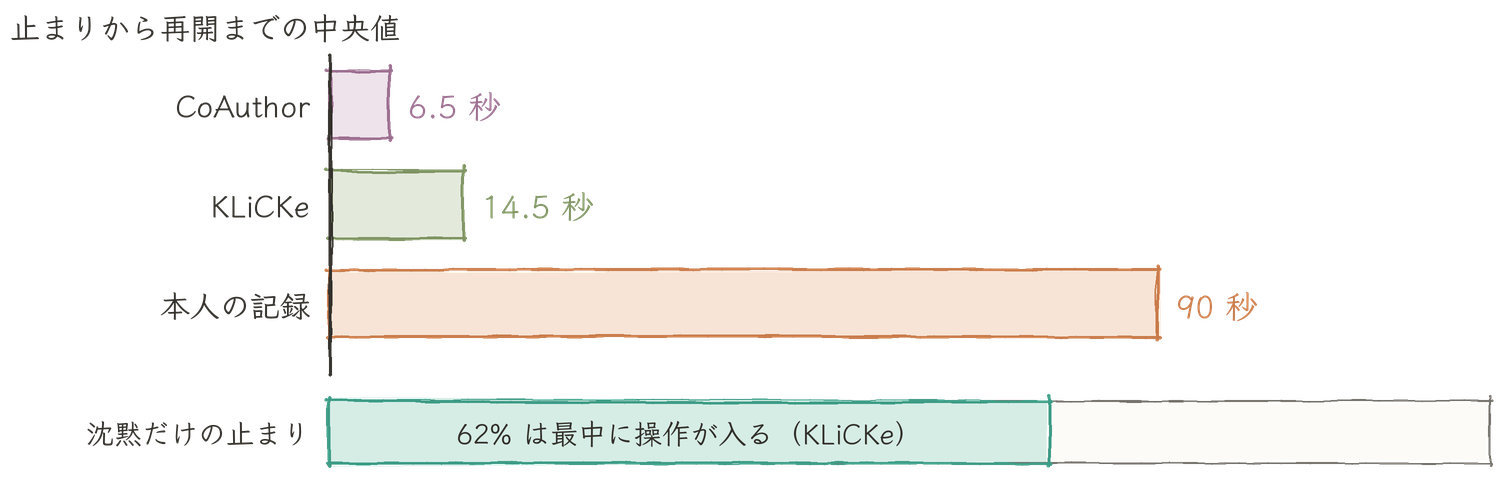 止まりから再開までの中央値
CoAuthor
6.5 秒
KLiCKe
14.5 秒
本人の記録
90 秒
沈黙だけの止まり
62% は最中に操作が入る（KLiCKe）